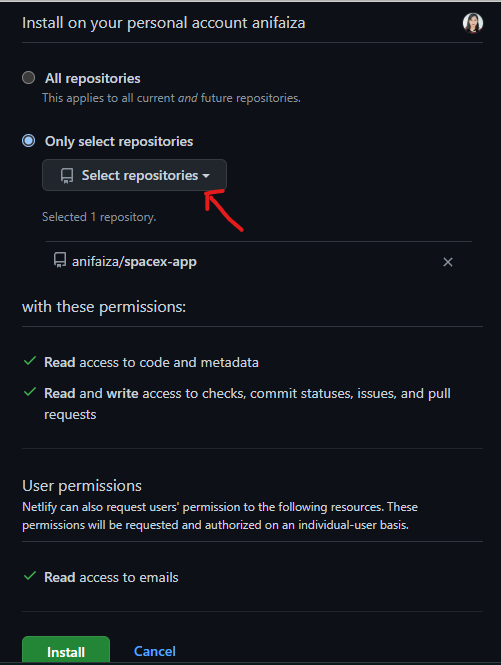 Install on your personal account anifaiza
All repositories
This applies to all current and future repositories.
Only select repositories
Select repositories
Selected 1 repository.
anifaiza/spacex-app
with these permissions:
Read access to code and metadata
Read and write access to checks, commit statuses, issues, and pull
requests
User permissions
Netlify can also request users' permission to the following resources. These
permissions will be requested and authorized on an individual-user basis.
Read access to emails
Install Cancel